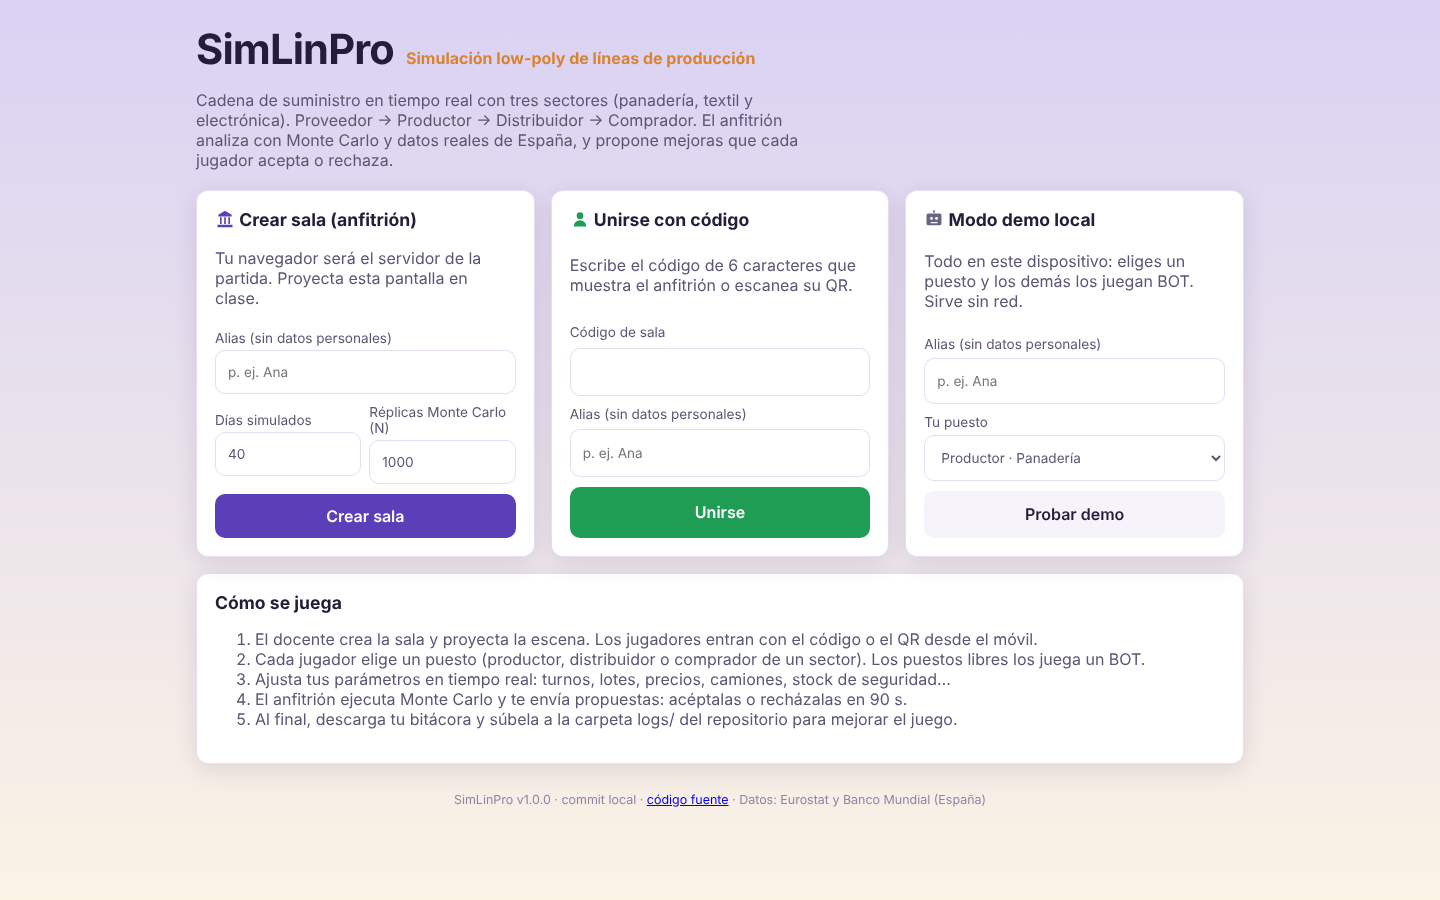 SimLinPro Simulación low-poly de líneas de producción
Cadena de suministro en tiempo real con tres sectores (panadería, textil y
electrónica). Proveedor → Productor → Distribuidor → Comprador. El anfitrión
analiza con Monte Carlo y datos reales de España, y propone mejoras que cada
jugador acepta o rechaza.
Crear sala (anfitrión)
Tu navegador será el servidor de la
partida. Proyecta esta pantalla en
clase.
Alias (sin datos personales)
p. ej. Ana
Días simulados
40
Réplicas Monte Carlo
(N)
1000
Crear sala
Unirse con código
Escribe el código de 6 caracteres que
muestra el anfitrión o escanea su QR.
Código de sala
Alias (sin datos personales)
p. ej. Ana
Unirse
Modo demo local
Todo en este dispositivo: eliges un
puesto y los demás los juegan BOT.
Sirve sin red.
Alias (sin datos personales)
p. ej. Ana
Tu puesto
Productor · Panadería
Probar demo
Cómo se juega
1. El docente crea la sala y proyecta la escena. Los jugadores entran con el código o el QR desde el móvil.
2. Cada jugador elige un puesto (productor, distribuidor o comprador de un sector). Los puestos libres los juega un BOT.
3. Ajusta tus parámetros en tiempo real: turnos, lotes, precios, camiones, stock de seguridad...
4. El anfitrión ejecuta Monte Carlo y te envía propuestas: acéptalas o recházalas en 90 s.
5. Al final, descarga tu bitácora y súbela a la carpeta logs/ del repositorio para mejorar el juego.
SimLinPro v1.0.0 · commit local · código fuente · Datos: Eurostat y Banco Mundial (España)